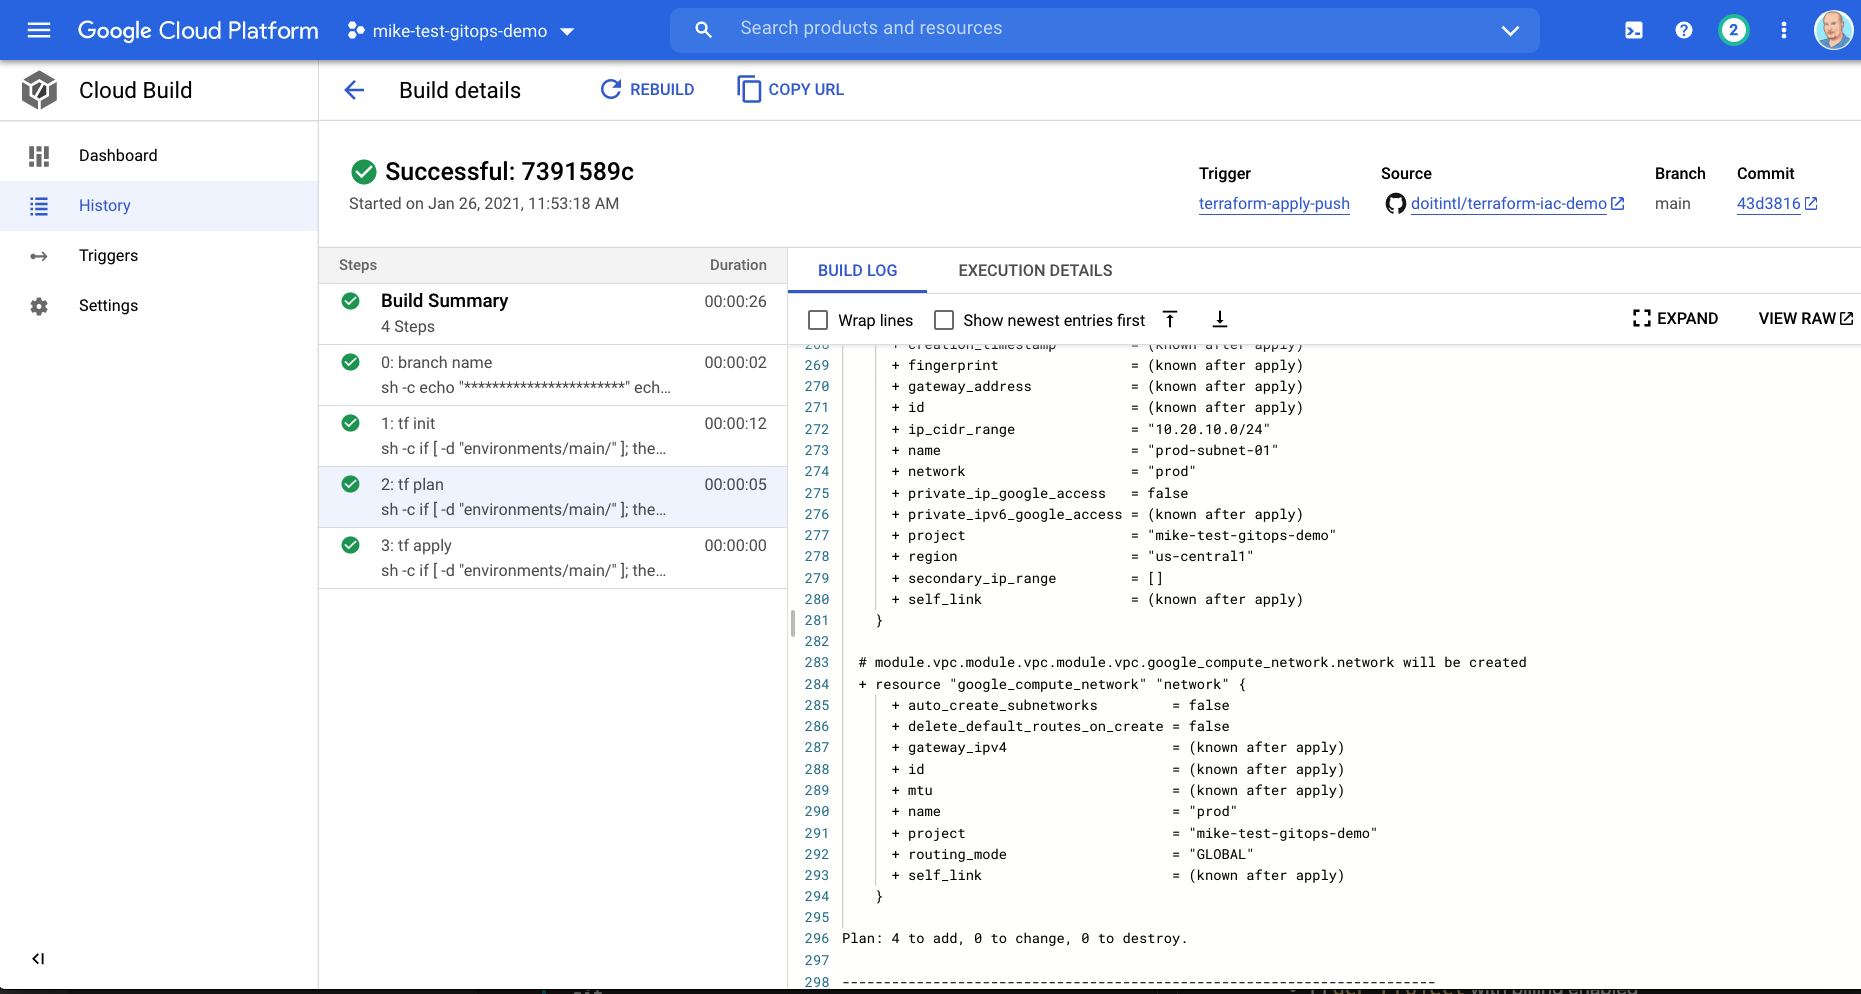 Google Cloud Platform
mike-test-gitops-demo
Search products and resources
2
Cloud Build
Build details
REBUILD
COPY URL
Dashboard
History
Triggers
Settings
Successful: 7391589c
Started on Jan 26, 2021, 11:53:18 AM
Trigger
terraform-apply-push
Source
doitintl/terraform-iac-demo
Branch
main
Commit
43d3816
Steps
Duration
Build Summary
00:00:26
4 Steps
0: branch name
00:00:02
sh -c echo "***********************" ech...
1: tf init
00:00:12
sh -c if [ -d "environments/main/" ]; the...
2: tf plan
00:00:05
sh -c if [ -d "environments/main/" ]; the...
3: tf apply
00:00:00
sh -c if [ -d "environments/main/" ]; the...
BUILD LOG
EXECUTION DETAILS
Wrap lines
Show newest entries first
EXPAND
VIEW RAW
268 + creation_timestamp = (known after apply)
269 + fingerprint = (known after apply)
270 + gateway_address = (known after apply)
271 + id = (known after apply)
272 + ip_cidr_range = "10.20.10.0/24"
273 + name = "prod-subnet-01"
274 + network = "prod"
275 + private_ip_google_access = false
276 + private_ipv6_google_access = (known after apply)
277 + project = "mike-test-gitops-demo"
278 + region = "us-central1"
279 + secondary_ip_range = []
280 + self_link = (known after apply)
281 }
282
283 # module.vpc.module.vpc.module.vpc.google_compute_network.network will be created
284 + resource "google_compute_network" "network" {
285 + auto_create_subnetworks = false
286 + delete_default_routes_on_create = false
287 + gateway_ipv4 = (known after apply)
288 + id = (known after apply)
289 + mtu = (known after apply)
290 + name = "prod"
291 + project = "mike-test-gitops-demo"
292 + routing_mode = "GLOBAL"
293 + self_link = (known after apply)
294 }
295
296 Plan: 4 to add, 0 to change, 0 to destroy.
297
298 ------------------------------------------------------------------------